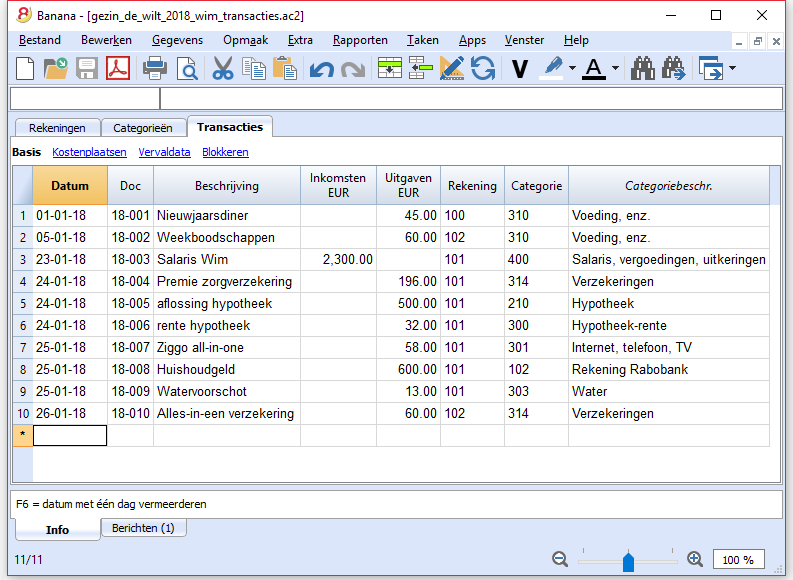 Banana - [gezin_de_wilt_2018_wim_transacties.ac2]
Bestand Bewerken Gegevens Opmaak Extra Rapporten Taken Apps Venster Help
V A
Rekeningen Categorieën Transacties
Basis Kostenplaatsen Vervaldata Blokkeren
Datum Doc Beschrijving Inkomsten EUR Uitgaven EUR Rekening Categorie Categoriebeschr.
1 01-01-18 18-001 Nieuwjaarsdiner 45.00 100 310 Voeding, enz.
2 05-01-18 18-002 Weekboodschappen 60.00 102 310 Voeding, enz.
3 23-01-18 18-003 Salaris Wim 2,300.00 101 400 Salaris, vergoedingen, uitkeringen
4 24-01-18 18-004 Premie zorgverzekering 196.00 101 314 Verzekeringen
5 24-01-18 18-005 aflossing hypotheek 500.00 101 210 Hypotheek
6 24-01-18 18-006 rente hypotheek 32.00 101 300 Hypotheek-rente
7 25-01-18 18-007 Ziggo all-in-one 58.00 101 301 Internet, telefoon, TV
8 25-01-18 18-008 Huishoudgeld 600.00 101 102 Rekening Rabobank
9 25-01-18 18-009 Watervoorschot 13.00 101 303 Water
10 26-01-18 18-010 Alles-in-een verzekering 60.00 102 314 Verzekeringen
*
F6 = datum met één dag vermeerderen
Info Berichten (1)
11/11 100 %